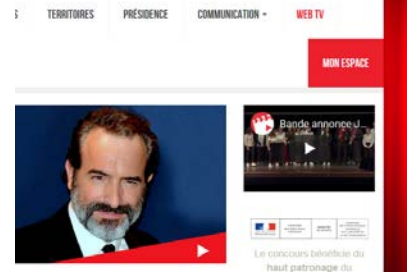 TERRITOIRES PRÉSIDENCE COMMUNICATION WEB TV
MON ESPACE
Bande annonce J...
Le concours bénéficie du
haut patronage du